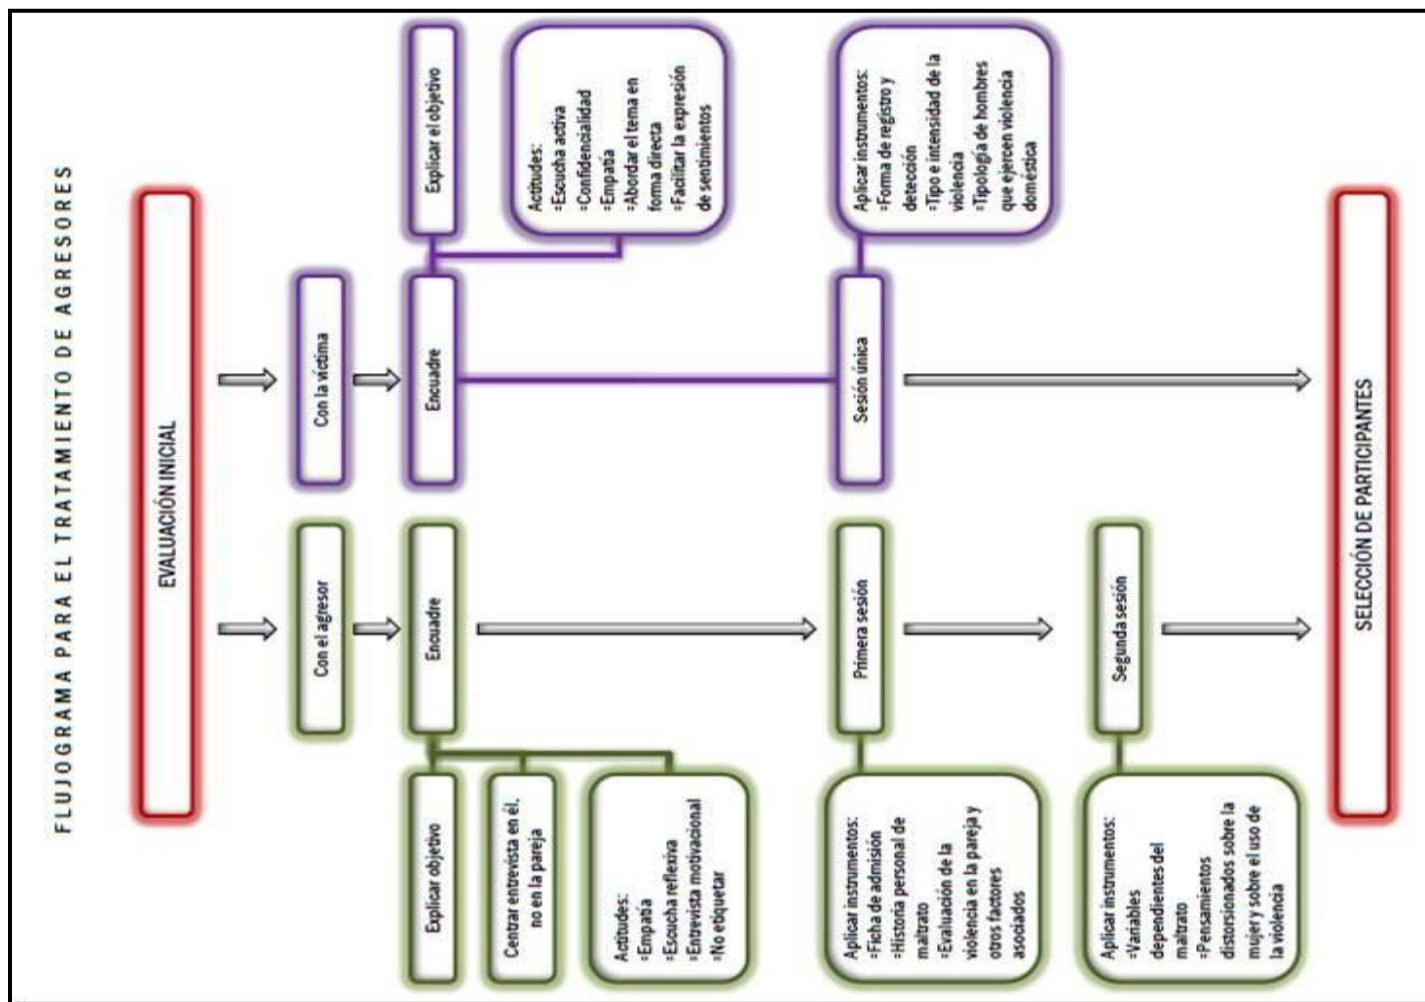 FLUJOGRAMA PARA EL TRATAMIENTO DE AGRESORES
EVALUACIÓN INICIAL
Con el agresor
Con la víctima
Encuadre
Encuadre
Explicar objetivo
Centrar entrevista en él,
no en la pareja
Actitudes:
=Empatía
=Escucha reflexiva
=Entrevista motivacional
=No etiquetar
Explicar el objetivo
Actitudes:
=Escucha activa
=Confidencialidad
=Empatía
=Abordar el tema en
forma directa
=Facilitar la expresión
de sentimientos
Primera sesión
Aplicar instrumentos:
=Ficha de admisión
=Historia personal de
maltrato
=Evaluación de la
violencia en la pareja y
otros factores
asociados
Sesión única
Aplicar instrumentos:
=Forma de registro y
detección
=Tipo e intensidad de la
violencia
=Tipología de hombres
que ejercen violencia
doméstica
Segunda sesión
Aplicar instrumentos:
=Variables
dependientes del
maltrato
=Pensamientos
distorsionados sobre la
mujer y sobre el uso de
la violencia
SELECCIÓN DE PARTICIPANTES